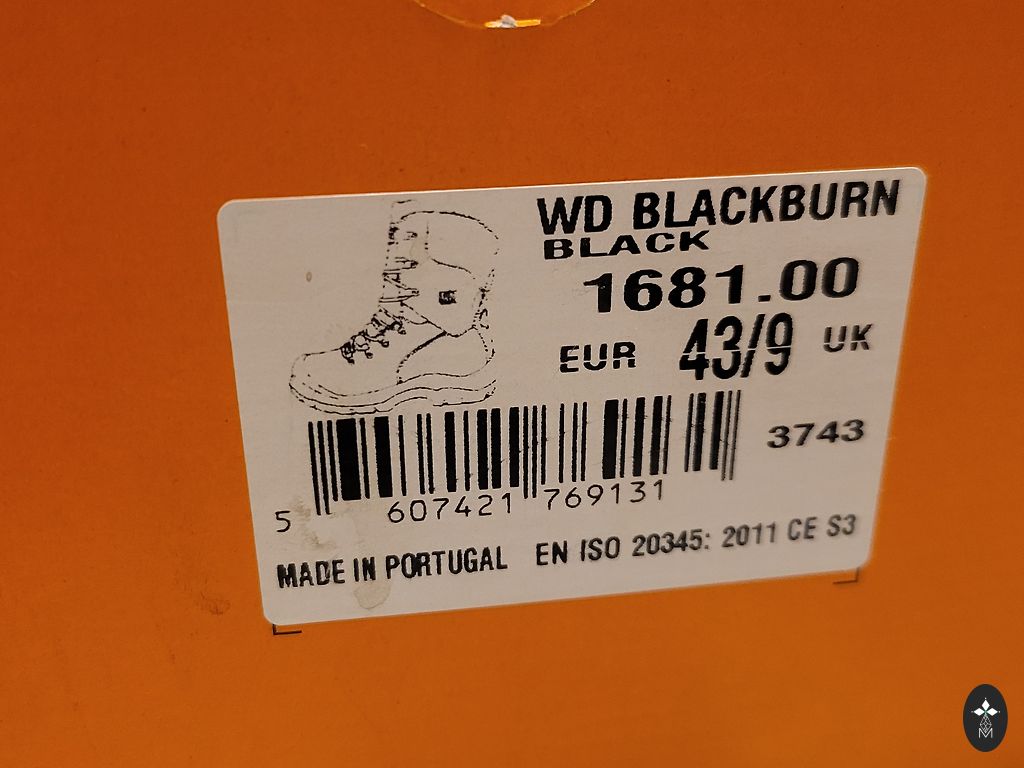 WD BLACKBURN
BLACK
1681.00
EUR 43/9 UK
3743
5 607421 769131
MADE IN PORTUGAL EN ISO 20345: 2011 CE S3
M